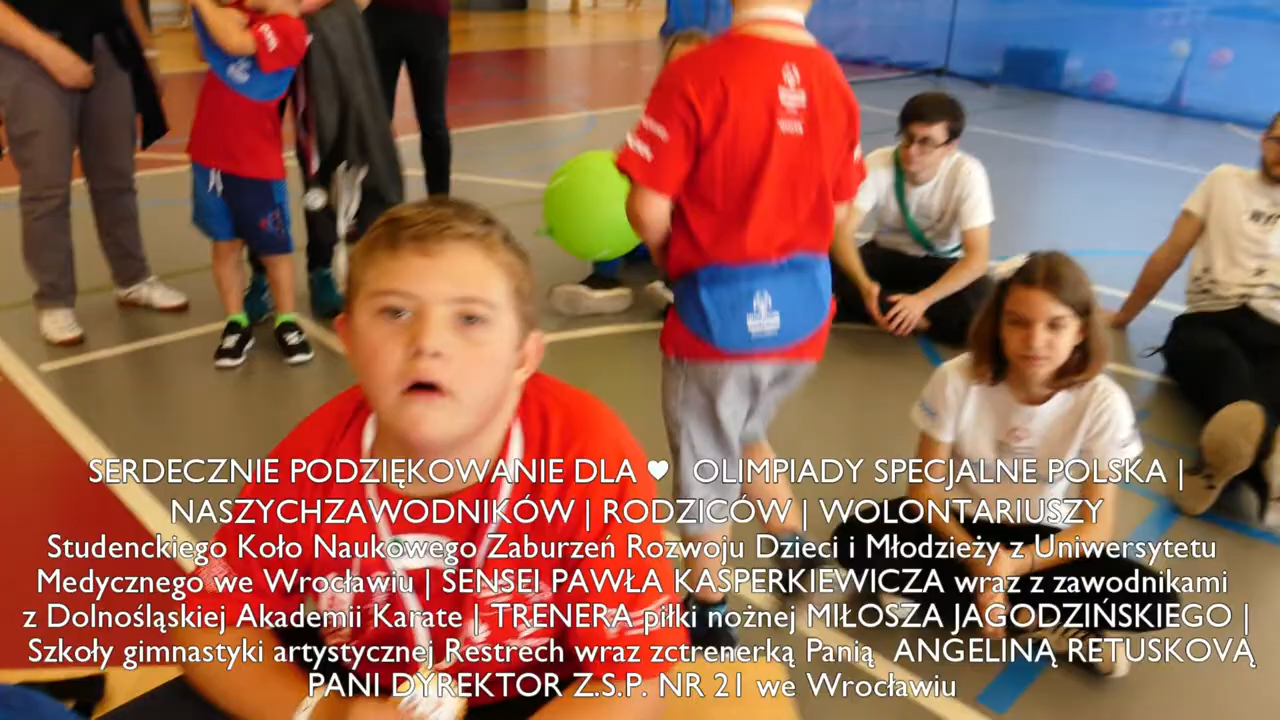 SERDECZNIE PODZIĘKOWANIE DLA ♥ OLIMPIADY SPECJALNE POLSKA |
NASZYCHZAWODNIKÓW | RODZICÓW | WOLONTARIUSZY
Studenckiego Koło Naukowego Zaburzeń Rozwoju Dzieci i Młodzieży z Uniwersytetu
Medycznego we Wrocławiu | SENSEI PAWŁA KASPERKIEWICZA wraz z zawodnikami
z Dolnośląskiej Akademii Karate | TRENERA piłki nożnej MIŁOSZA JAGODZIŃSKIEGO |
Szkoły gimnastyki artystycznej Restrech wraz zctrenerką Panią ANGELINĄ RETUSKOVĄ
PANI DYREKTOR Z.S.P. NR 21 we Wrocławiu